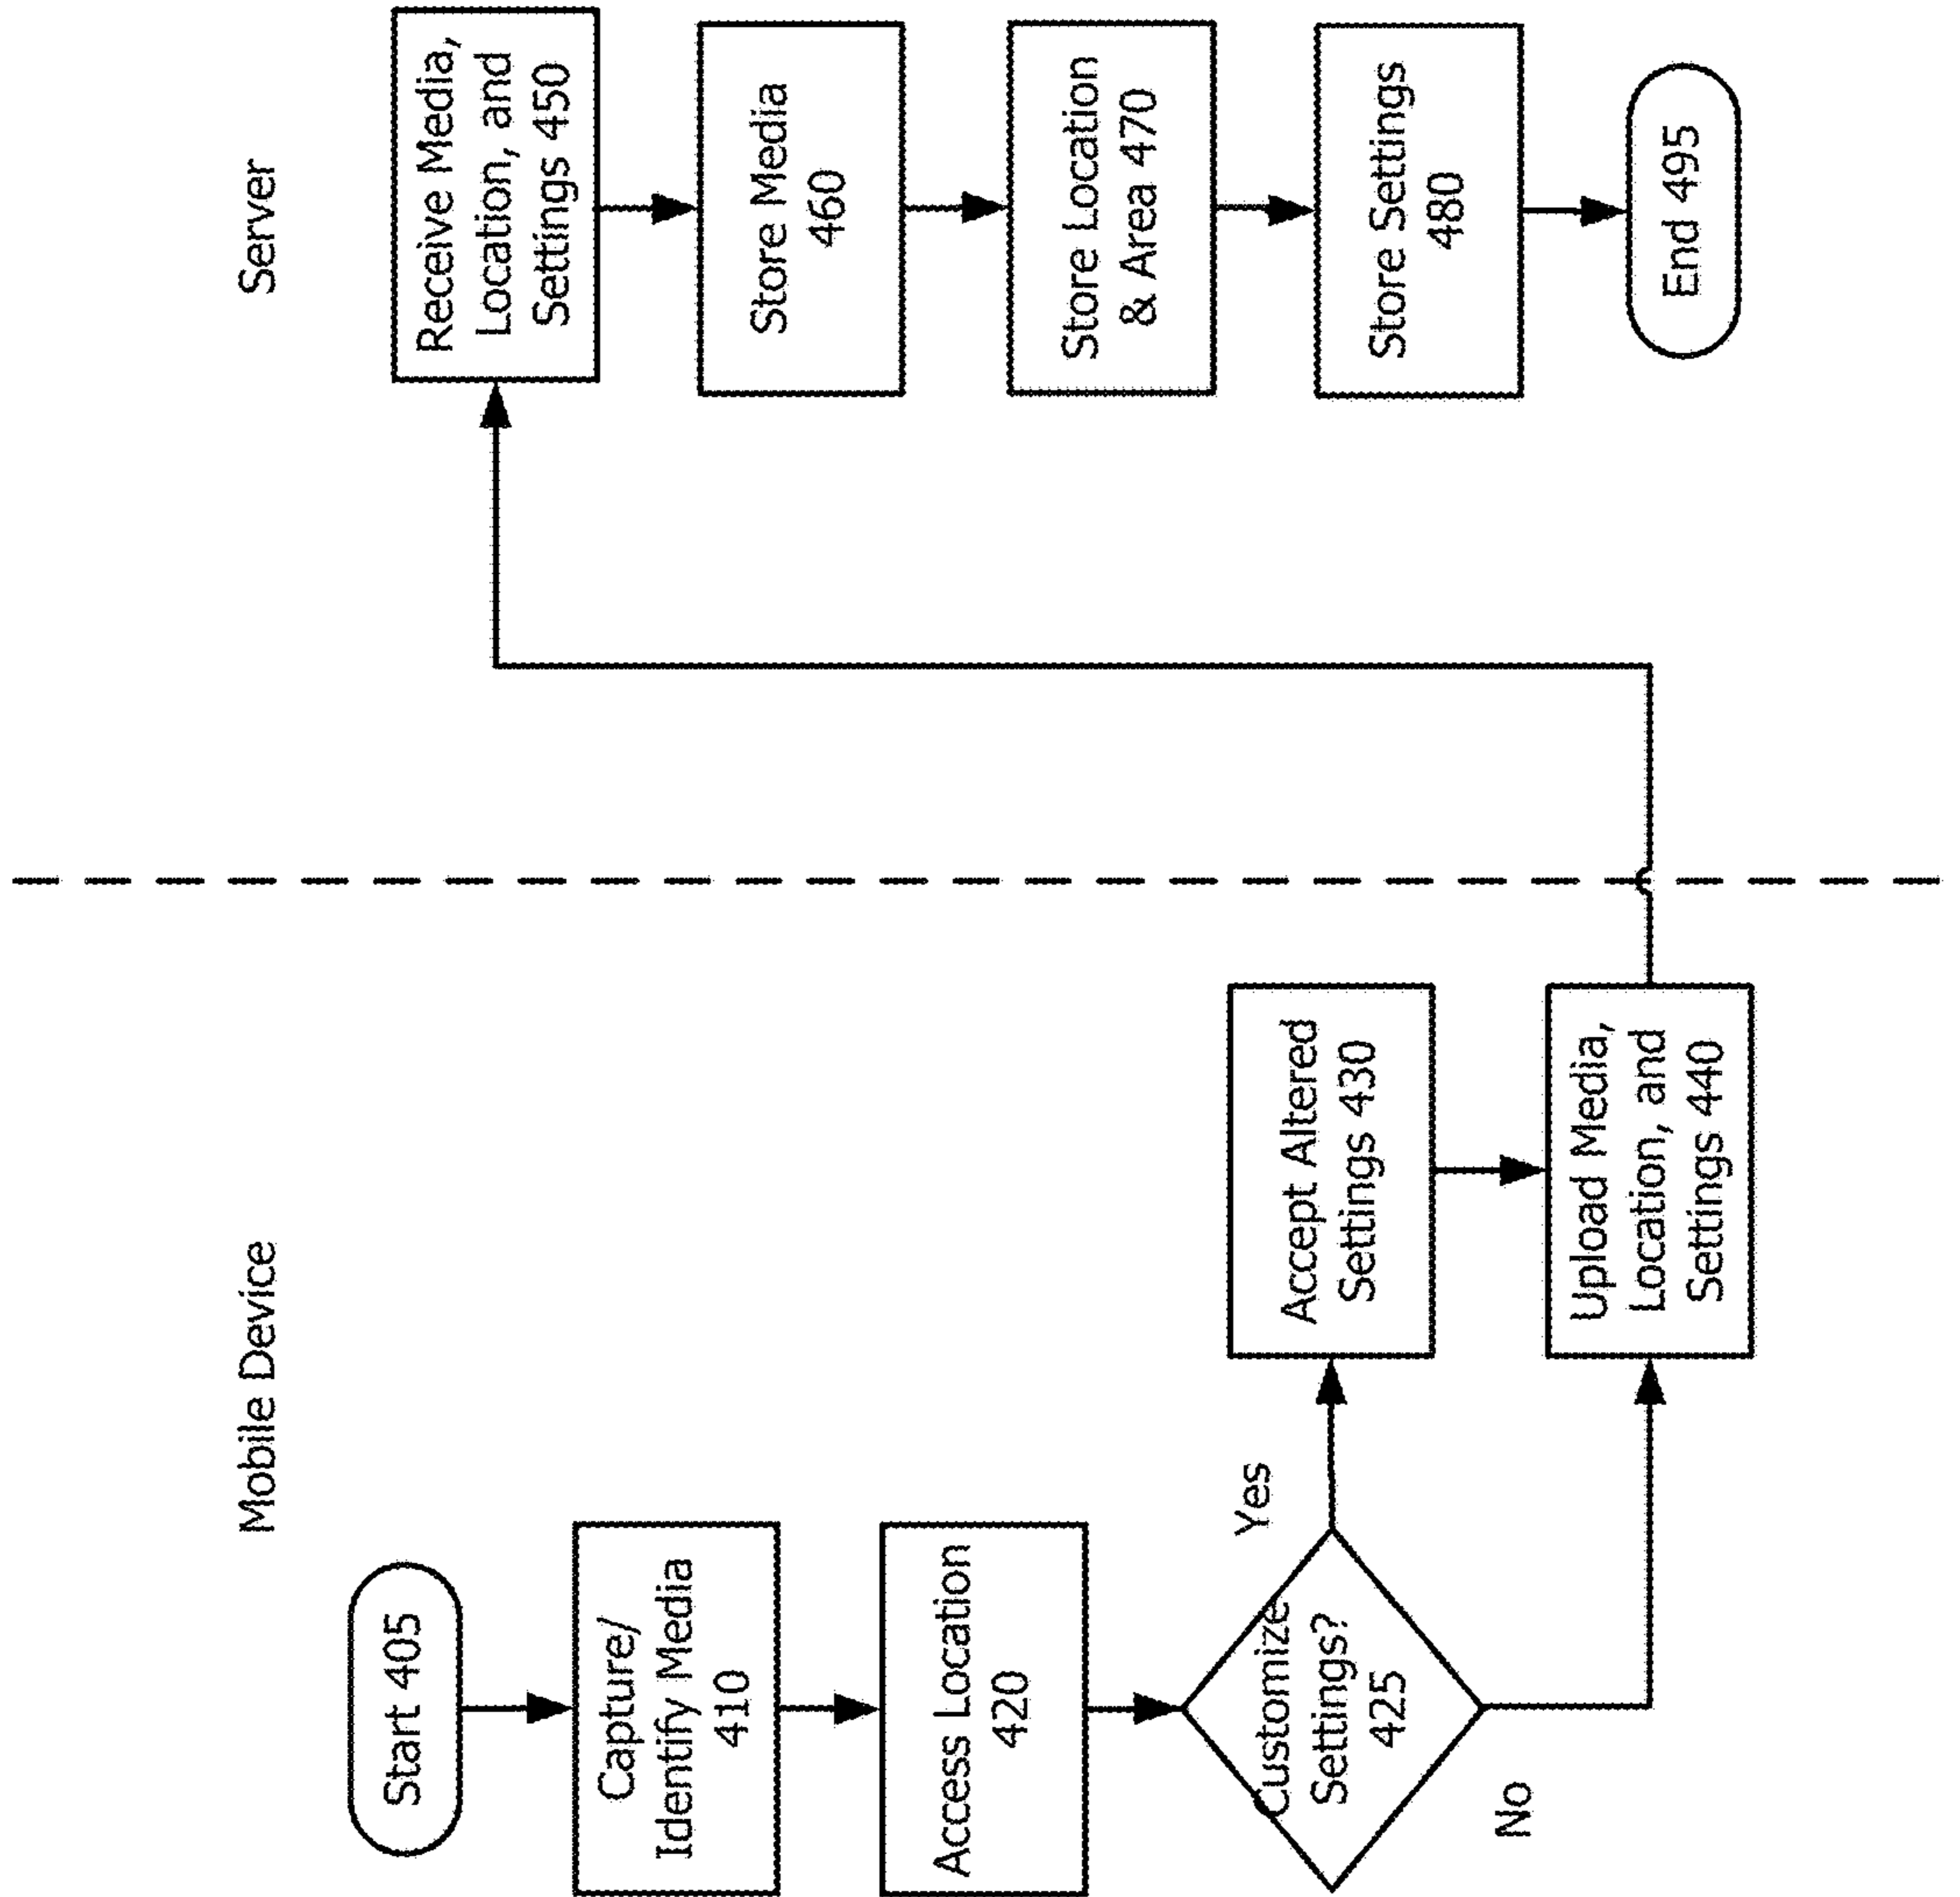 Mobile Device
Start 405
Capture/
Identify Media
410
Access Location
420
Customize
Settings?
425
Yes
No
Accept Altered
Settings 430
Upload Media,
Location, and
Settings 440
Server
Receive Media,
Location, and
Settings 450
Store Media
460
Store Location
& Area 470
Store Settings
480
End 495